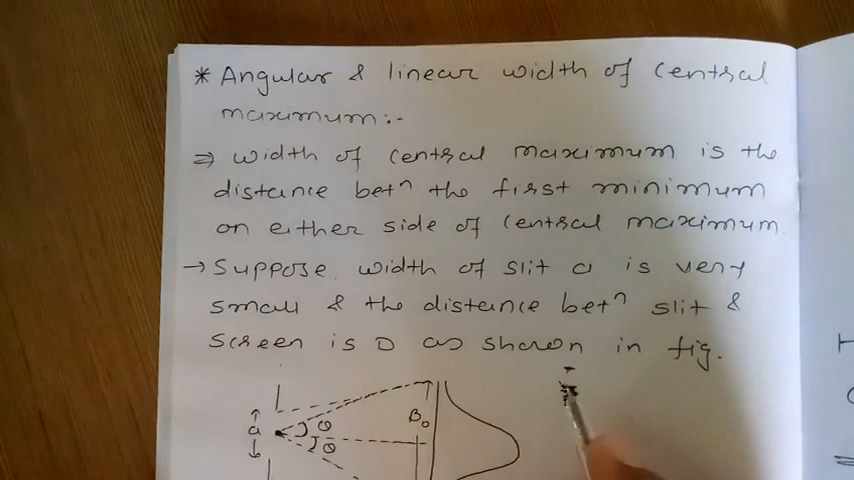 * Angular & linear width of central
maximum:-
⇒ width of central maximum is the
distance betⁿ the first minimum
on either side of central maximum.
→ Suppose width of slit a is very
small & the distance betⁿ slit &
screen is D as shown in fig.
a
θ
θ
β₀